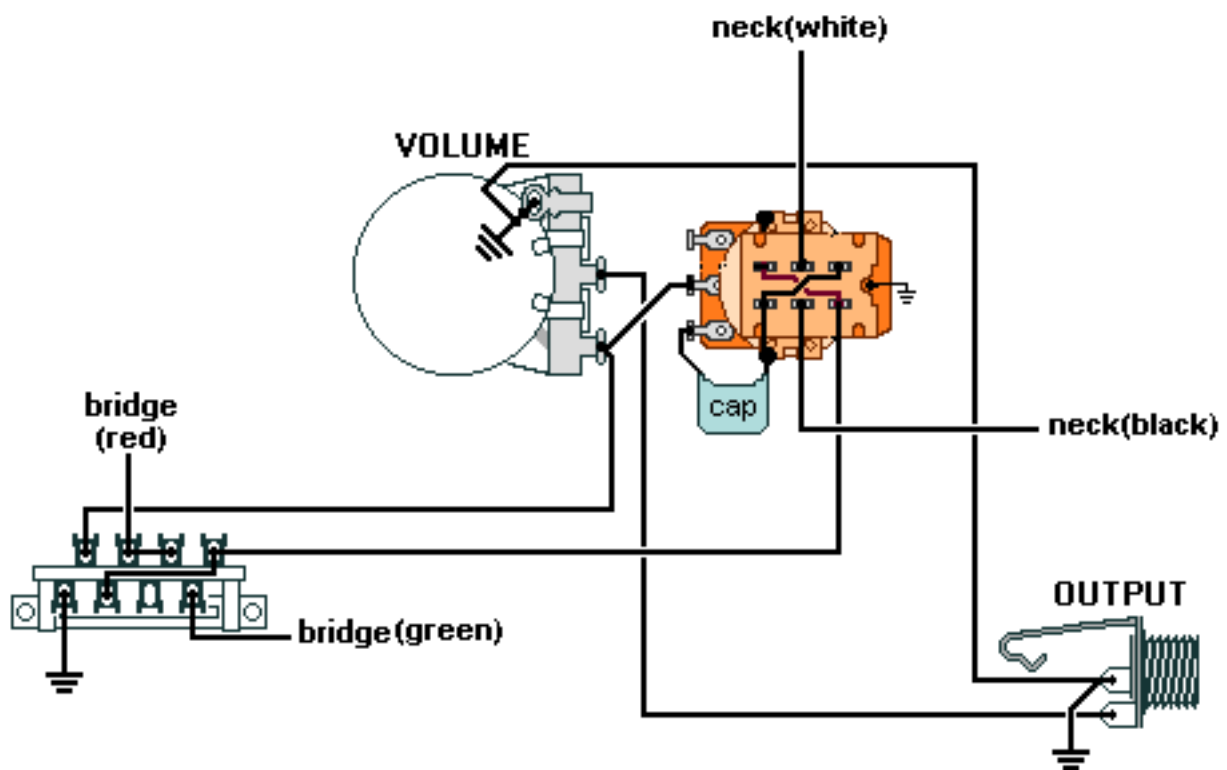 neck(white)
VOLUME
cap
bridge
(red)
neck(black)
bridge(green)
OUTPUT